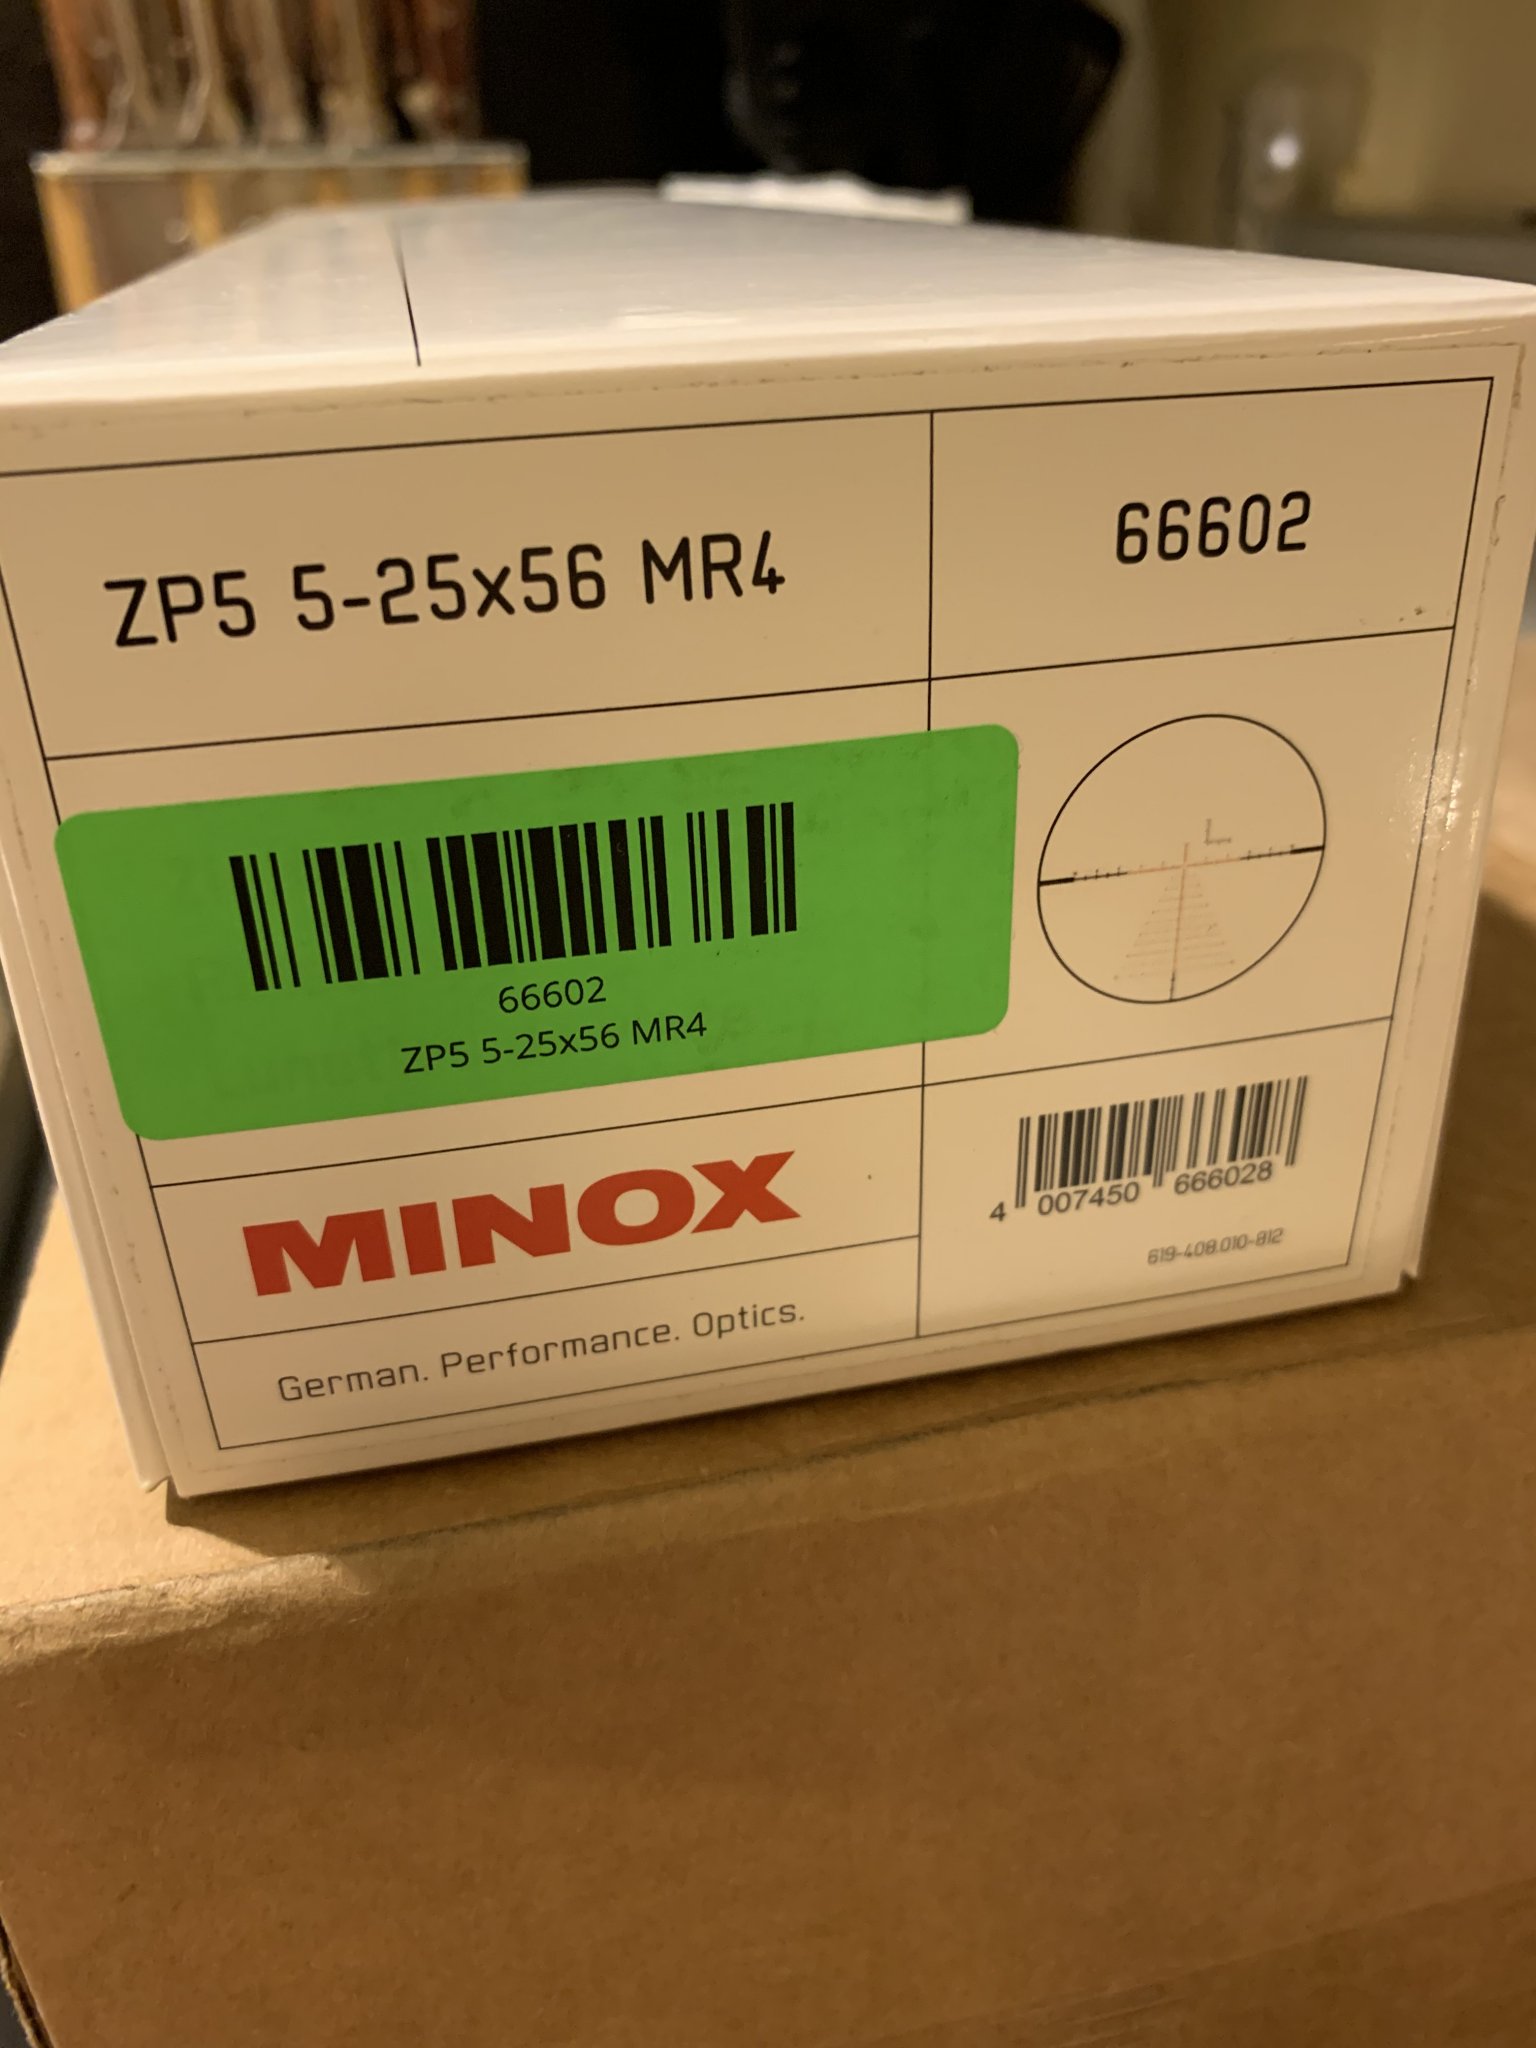 ZP5 5-25x56 MR4
66602
66602
ZP5 5-25x56 MR4
MINOX
German. Performance. Optics.
4 007450 666028
619-408.010-812